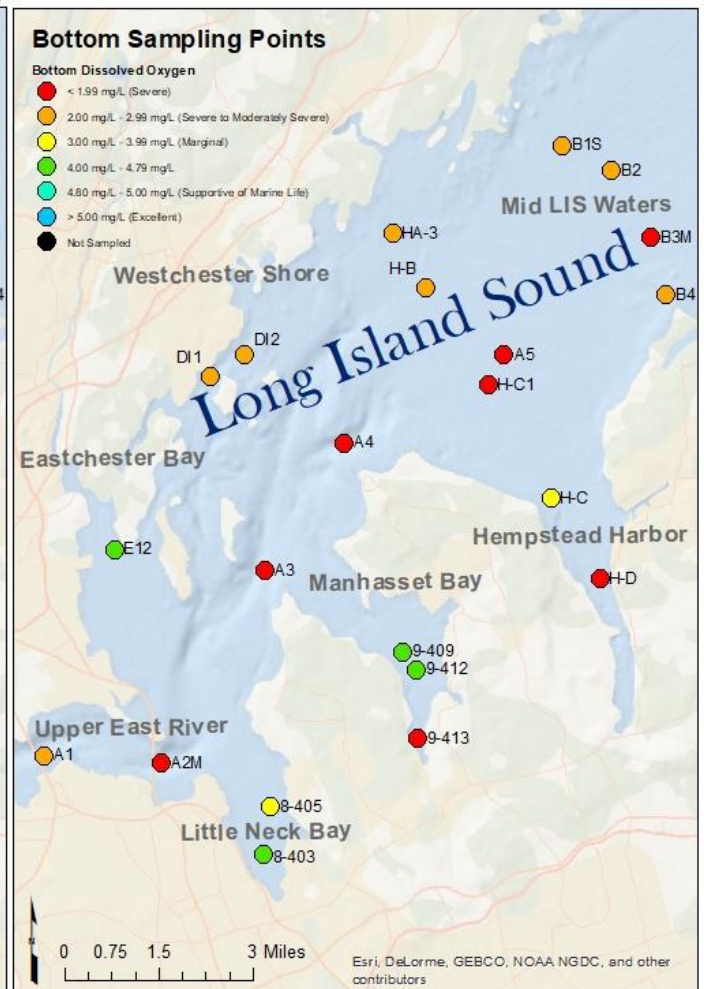 Bottom Sampling Points
Bottom Dissolved Oxygen
< 1.99 mg/L (Severe)
2.00 mg/L - 2.99 mg/L (Severe to Moderately Severe)
3.00 mg/L - 3.99 mg/L (Marginal)
4.00 mg/L - 4.79 mg/L
4.80 mg/L - 5.00 mg/L (Supportive of Marine Life)
> 5.00 mg/L (Excellent)
Not Sampled
B1S
B2
Mid LIS Waters
HA-3
B3M
H-B
Westchester Shore
4
B4
Long Island Sound
DI2
DI1
A5
H-C1
A4
Eastchester Bay
H-C
Hempstead Harbor
E12
A3
Manhasset Bay
H-D
9-409
9-412
Upper East River
9-413
A1
A2M
8-405
Little Neck Bay
8-403
N
0 0.75 1.5 3 Miles
Esri, DeLorme, GEBCO, NOAA NGDC, and other
contributors